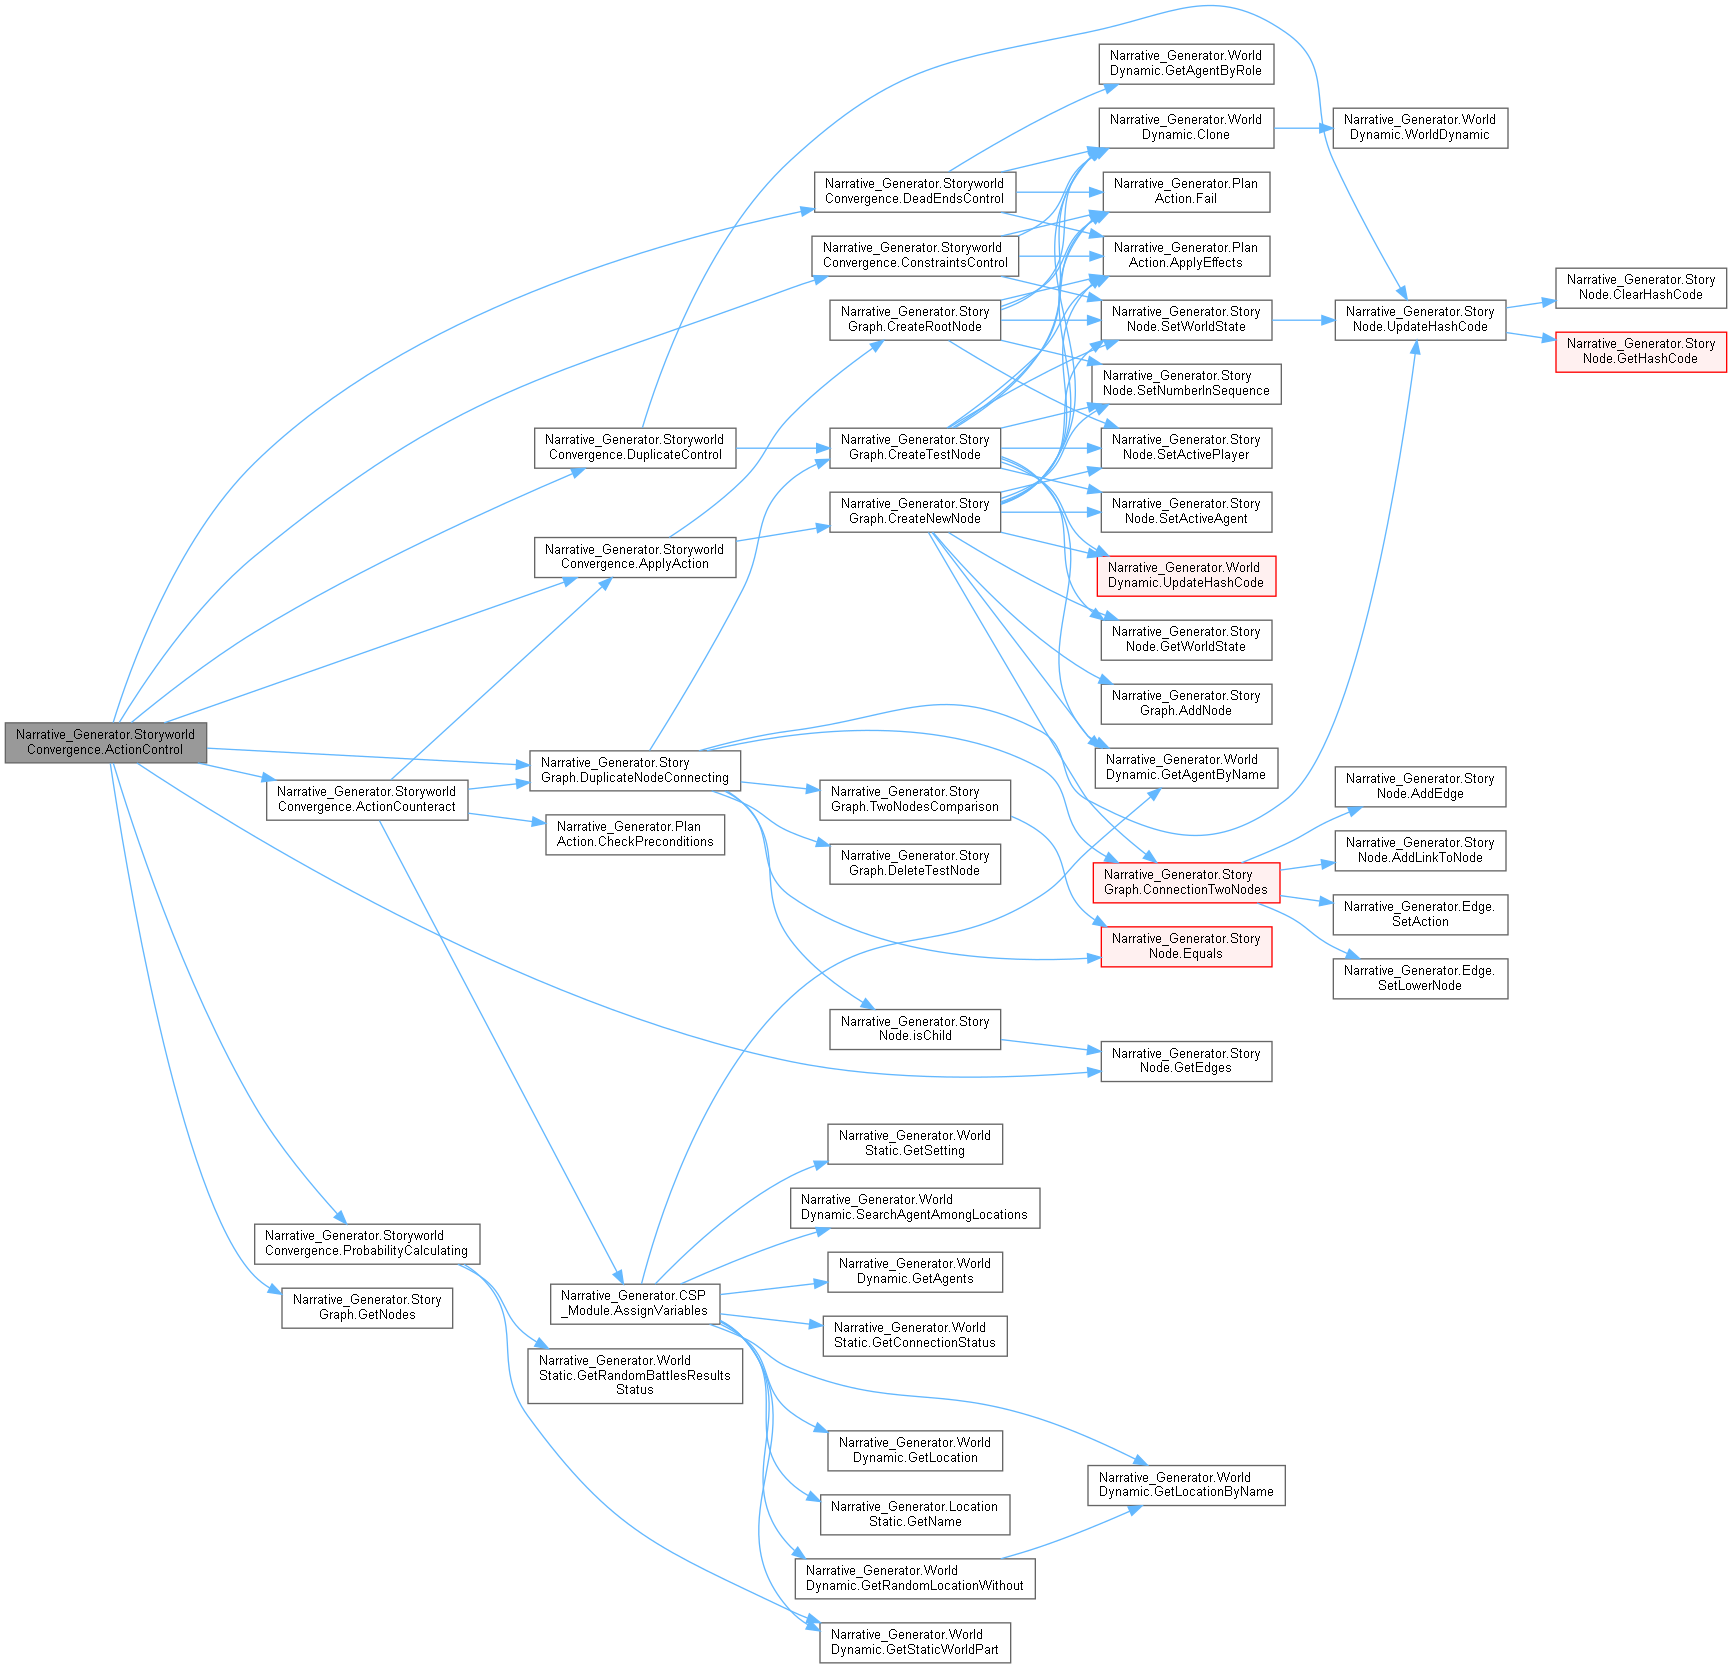 Narrative_Generator.World
Dynamic.GetAgentByRole
Narrative_Generator.World
Dynamic.Clone
Narrative_Generator.World
Dynamic.WorldDynamic
Narrative_Generator.Storyworld
Convergence.DeadEndsControl
Narrative_Generator.Plan
Action.Fail
Narrative_Generator.Storyworld
Convergence.ConstraintsControl
Narrative_Generator.Plan
Action.ApplyEffects
Narrative_Generator.Story
Node.ClearHashCode
Narrative_Generator.Story
Graph.CreateRootNode
Narrative_Generator.Story
Node.SetWorldState
Narrative_Generator.Story
Node.UpdateHashCode
Narrative_Generator.Story
Node.GetHashCode
Narrative_Generator.Story
Node.SetNumberInSequence
Narrative_Generator.Storyworld
Convergence.DuplicateControl
Narrative_Generator.Story
Graph.CreateTestNode
Narrative_Generator.Story
Node.SetActivePlayer
Narrative_Generator.Story
Graph.CreateNewNode
Narrative_Generator.Story
Node.SetActiveAgent
Narrative_Generator.Storyworld
Convergence.ApplyAction
Narrative_Generator.World
Dynamic.UpdateHashCode
Narrative_Generator.Story
Node.GetWorldState
Narrative_Generator.Story
Graph.AddNode
Narrative_Generator.Storyworld
Convergence.ActionControl
Narrative_Generator.Story
Graph.DuplicateNodeConnecting
Narrative_Generator.World
Dynamic.GetAgentByName
Narrative_Generator.Storyworld
Convergence.ActionCounteract
Narrative_Generator.Story
Graph.TwoNodesComparison
Narrative_Generator.Story
Node.AddEdge
Narrative_Generator.Plan
Action.CheckPreconditions
Narrative_Generator.Story
Graph.DeleteTestNode
Narrative_Generator.Story
Node.AddLinkToNode
Narrative_Generator.Story
Graph.ConnectionTwoNodes
Narrative_Generator.Edge.
SetAction
Narrative_Generator.Story
Node.Equals
Narrative_Generator.Edge.
SetLowerNode
Narrative_Generator.Story
Node.isChild
Narrative_Generator.Story
Node.GetEdges
Narrative_Generator.World
Static.GetSetting
Narrative_Generator.World
Dynamic.SearchAgentAmongLocations
Narrative_Generator.Storyworld
Convergence.ProbabilityCalculating
Narrative_Generator.World
Dynamic.GetAgents
Narrative_Generator.Story
Graph.GetNodes
Narrative_Generator.CSP
_Module.AssignVariables
Narrative_Generator.World
Static.GetConnectionStatus
Narrative_Generator.World
Static.GetRandomBattlesResults
Status
Narrative_Generator.World
Dynamic.GetLocation
Narrative_Generator.World
Dynamic.GetLocationByName
Narrative_Generator.Location
Static.GetName
Narrative_Generator.World
Dynamic.GetRandomLocationWithout
Narrative_Generator.World
Dynamic.GetStaticWorldPart